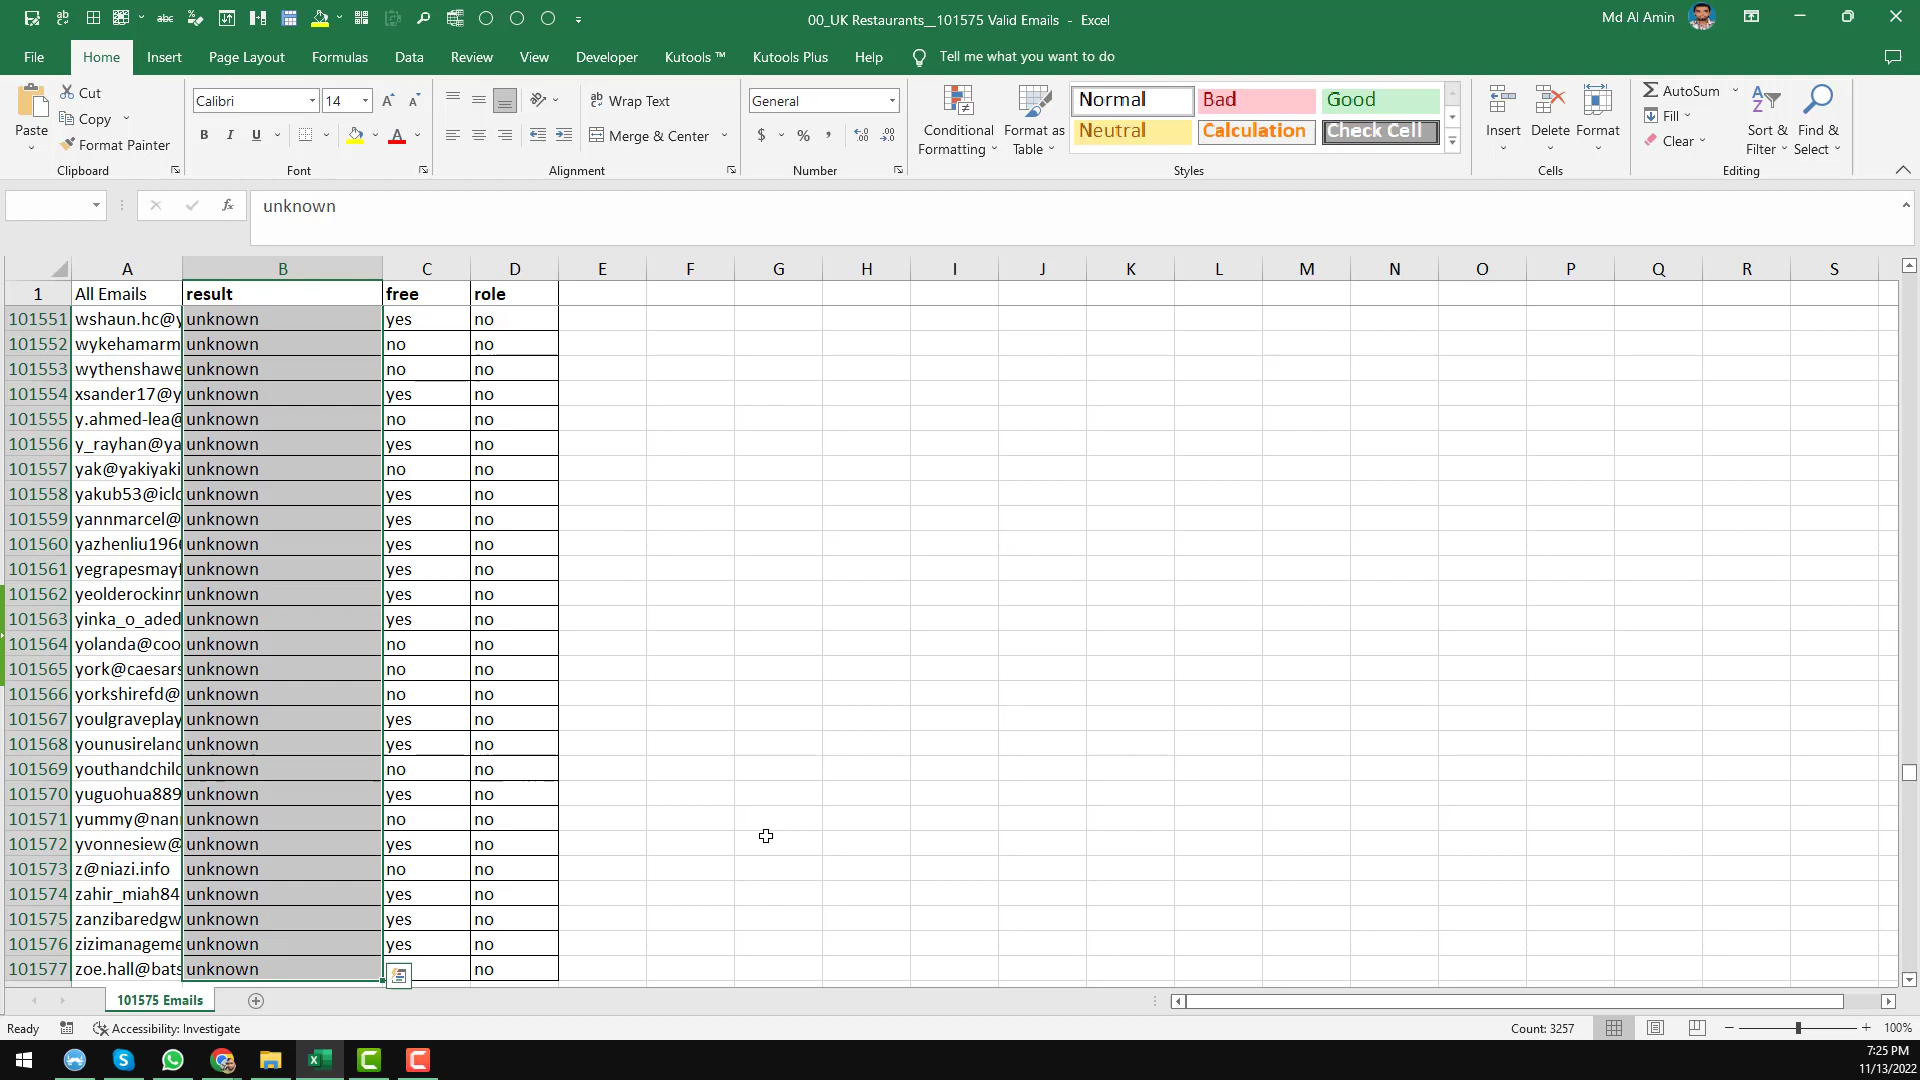 00_UK Restaurants__101575 Valid Emails - Excel
Md Al Amin
File Home Insert Page Layout Formulas Data Review View Developer Kutools ™ Kutools Plus Help Tell me what you want to do
Paste
Cut
Copy
Format Painter
Clipboard
Calibri 14
B I U
Font
Wrap Text
Merge & Center
Alignment
General
$ % ,
Number
Conditional Formatting
Format as Table
Normal Bad Good
Neutral Calculation Check Cell
Styles
Insert Delete Format
Cells
AutoSum
Fill
Clear
Sort & Filter
Find & Select
Editing
fx unknown
A B C D E F G H I J K L M N O P Q R S
1 All Emails result free role
101551 wshaun.hc@y unknown yes no
101552 wykehamarm unknown no no
101553 wythenshawe unknown no no
101554 xsander17@y unknown yes no
101555 y.ahmed-lea@ unknown no no
101556 y_rayhan@ya unknown yes no
101557 yak@yakiyaki unknown no no
101558 yakub53@iclo unknown yes no
101559 yannmarcel@ unknown yes no
101560 yazhenliu1966 unknown yes no
101561 yegrapesmayf unknown yes no
101562 yeolderockinn unknown yes no
101563 yinka_o_aded unknown yes no
101564 yolanda@coo unknown no no
101565 york@caesars unknown no no
101566 yorkshirefd@ unknown no no
101567 youlgraveplay unknown yes no
101568 younusireland unknown yes no
101569 youthandchild unknown no no
101570 yuguohua889 unknown yes no
101571 yummy@nann unknown no no
101572 yvonnesiew@ unknown yes no
101573 z@niazi.info unknown no no
101574 zahir_miah84 unknown yes no
101575 zanzibaredgw unknown yes no
101576 zizimanageme unknown yes no
101577 zoe.hall@bats unknown no
101575 Emails
Ready Accessibility: Investigate Count: 3257 100%
7:25 PM
11/13/2022